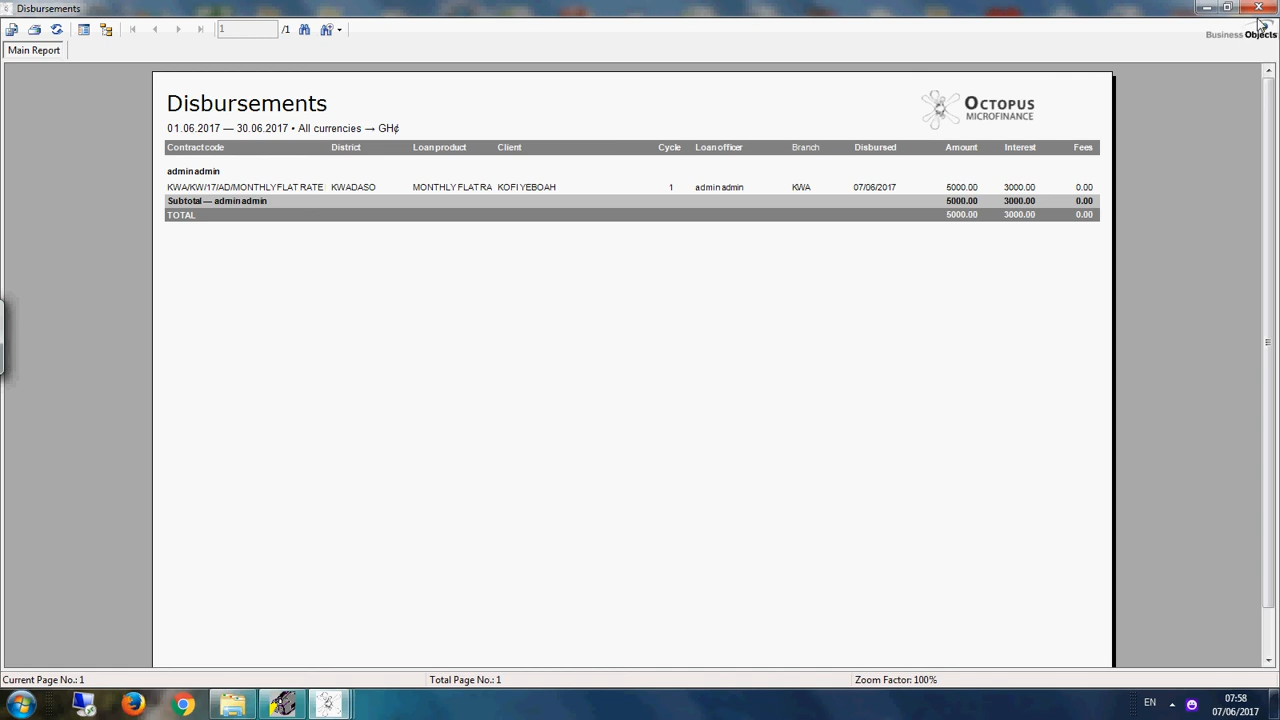 Disbursements
1 /1
Business Objects
Main Report
Disbursements
OCTOPUS
MICROFINANCE
01.06.2017 — 30.06.2017 • All currencies → GH¢
Contract code District Loan product Client Cycle Loan officer Branch Disbursed Amount Interest Fees
admin admin
KWA/KW/17/AD/MONTHLY FLAT RATE KWADASO MONTHLY FLAT RA KOFI YEBOAH 1 admin admin KWA 07/06/2017 5000.00 3000.00 0.00
Subtotal — admin admin 5000.00 3000.00 0.00
TOTAL 5000.00 3000.00 0.00
Current Page No.: 1 Total Page No.: 1 Zoom Factor: 100%
EN 07:58
07/06/2017